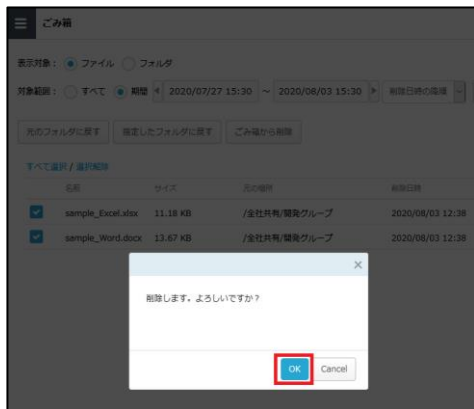 ごみ箱
表示対象： ファイル フォルダ
対象範囲： すべて 期間 2020/07/27 15:30 ～ 2020/08/03 15:30 削除日時の降順
元のフォルダに戻す 指定したフォルダに戻す ごみ箱から削除
すべて選択 / 選択解除
名前 サイズ 元の場所 削除日時
sample_Excel.xlsx 11.18 KB /全社共有/開発グループ 2020/08/03 12:38
sample_Word.docx 13.67 KB /全社共有/開発グループ 2020/08/03 12:38
削除します。よろしいですか？
OK Cancel